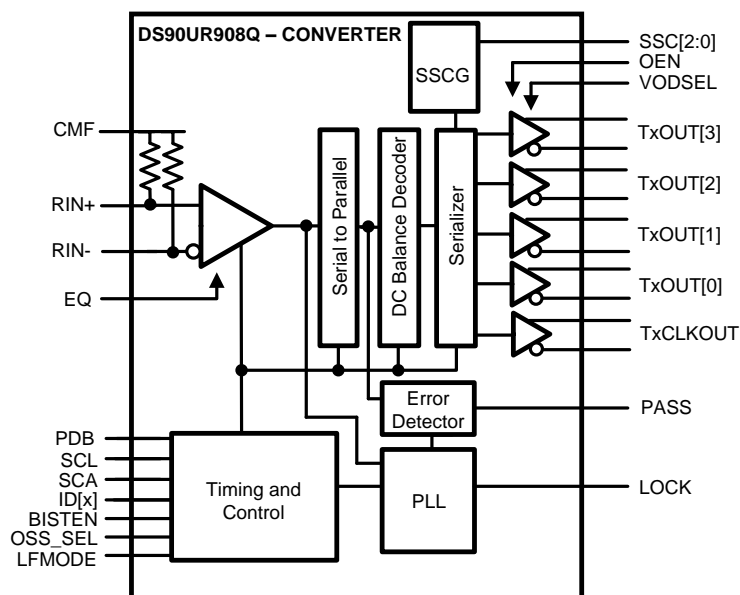 DS90UR908Q – CONVERTER
SSCG
SSC[2:0]
OEN
VODSEL
CMF
RIN+
RIN-
EQ
Serial to Parallel
DC Balance Decoder
Serializer
TxOUT[3]
TxOUT[2]
TxOUT[1]
TxOUT[0]
TxCLKOUT
Error
Detector
PASS
PDB
SCL
SCA
ID[x]
BISTEN
OSS_SEL
LFMODE
Timing and
Control
PLL
LOCK